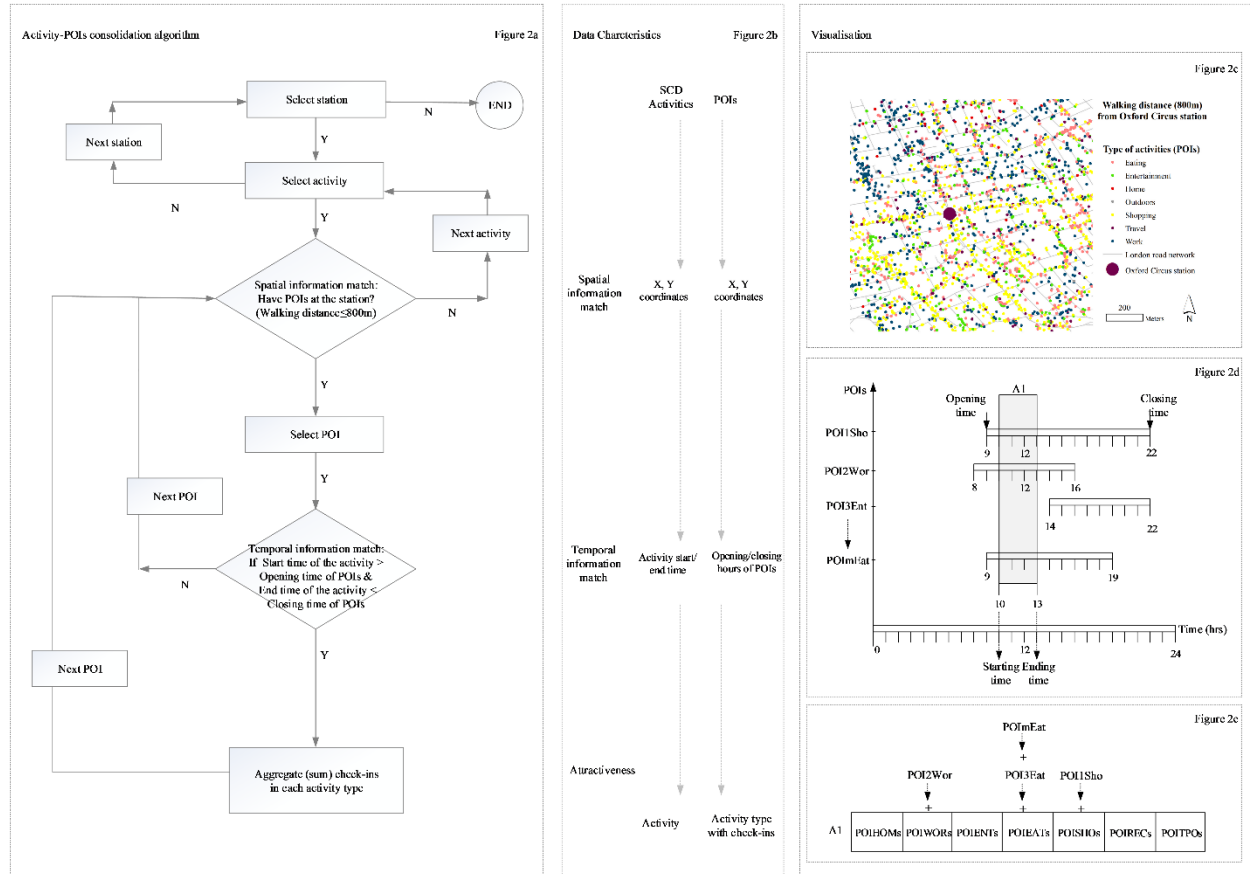 Activity-POIs consolidation algorithm
Figure 2a
Select station
N
END
Next station
Y
Select activity
N
Y
Next activity
Spatial information match:
Have POIs at the station?
(Walking distance≤800m)
N
Y
Select POI
Y
Next POI
Temporal information match:
If Start time of the activity >
Opening time of POIs &
End time of the activity <
Closing time of POIs
N
Y
Next POI
Aggregate (sum) check-ins
in each activity type
Data Charcteristics
Figure 2b
SCD
Activities
POIs
Spatial
information
match
X, Y
coordinates
X, Y
coordinates
Temporal
information
match
Activity start/
end time
Opening/closing
hours of POIs
Attractiveness
Activity
Activity type
with check-ins
Visualisation
Figure 2c
Walking distance (800m)
from Oxford Circus station
Type of activities (POIs)
Eating
Entertainment
Home
Outdoors
Shopping
Travel
Work
London road network
Oxford Circus station
200
Meters
N
Figure 2d
POIs
A1
Opening
time
Closing
time
POI1Sho
9
12
22
POI2Wor
8
12
16
POI3Ent
14
22
POImEat
9
19
10
13
Time (hrs)
0
12
24
Starting
time
Ending
time
Figure 2e
POImEat
+
POI2Wor
POI3Eat
POI1Sho
+
+
+
A1
POIHOMs
POIWORs
POIENTs
POIEATs
POISHOs
POIRECs
POITPOs